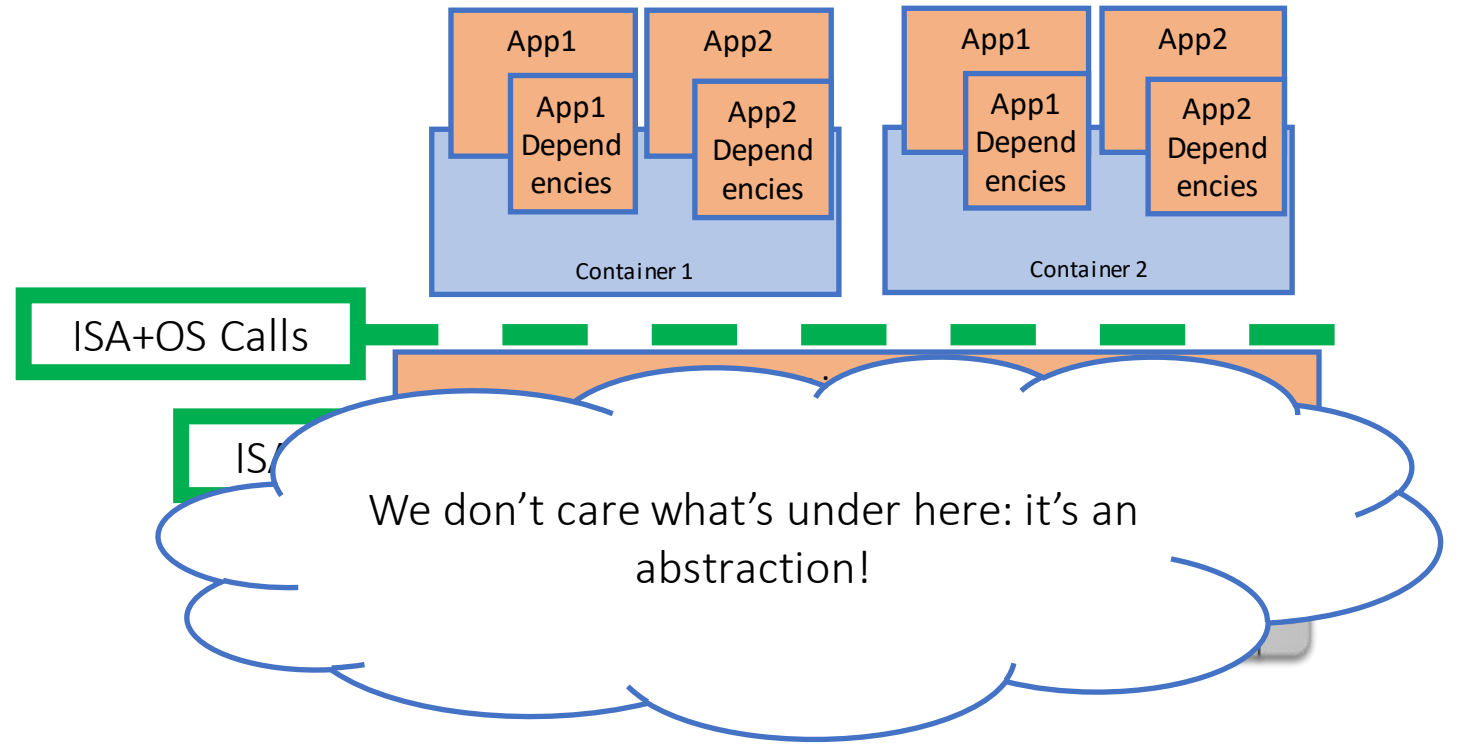 App1
App2
App1
Depend
encies
App2
Depend
encies
Container 1
App1
App2
App1
Depend
encies
App2
Depend
encies
Container 2
ISA+OS Calls
We don’t care what’s under here: it’s an
abstraction!